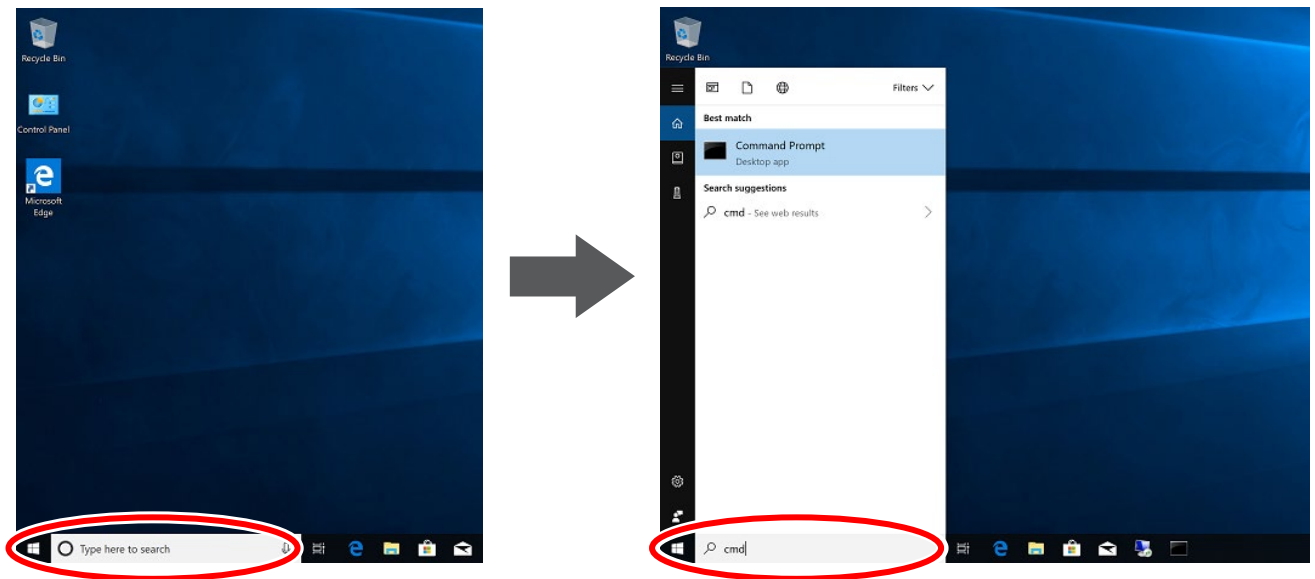 Recycle Bin
Control Panel
Microsoft
Edge
Type here to search
Recycle Bin
Filters
Best match
Command Prompt
Desktop app
Search suggestions
cmd - See web results
cmd